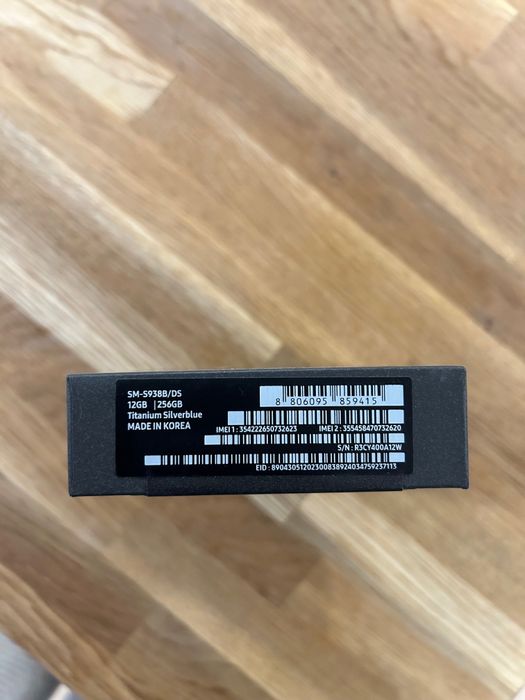 SM-S938B/DS
12GB | 256GB
Titanium Silverblue
MADE IN KOREA
8 806095 859415
IMEI 1 : 354222650732623 IMEI 2 : 355458470732620
S/N : R3CY400A12W
EID : 89043051202300838924034759237113